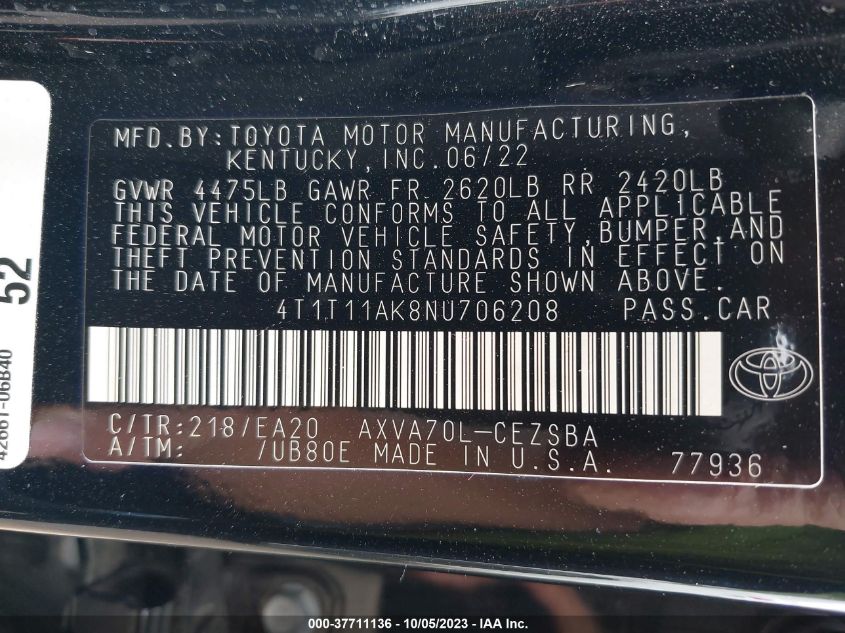 MFD.BY:TOYOTA MOTOR MANUFACTURING,
KENTUCKY,INC.06/22
GVWR 4475LB GAWR FR 2620LB RR 2420LB
THIS VEHICLE CONFORMS TO ALL APPLICABLE
FEDERAL MOTOR VEHICLE SAFETY,BUMPER,AND
THEFT PREVENTION STANDARDS IN EFFECT ON
THE DATE OF MANUFACTURE SHOWN ABOVE.
4T1T11AK8NU706208 PASS.CAR
C/TR:218/EA20 AXVA70L-CEZSBA
A/TM: /UB80E MADE IN U.S.A. 77936
52
42661-06B40
000-37711136 - 10/05/2023 - IAA Inc.